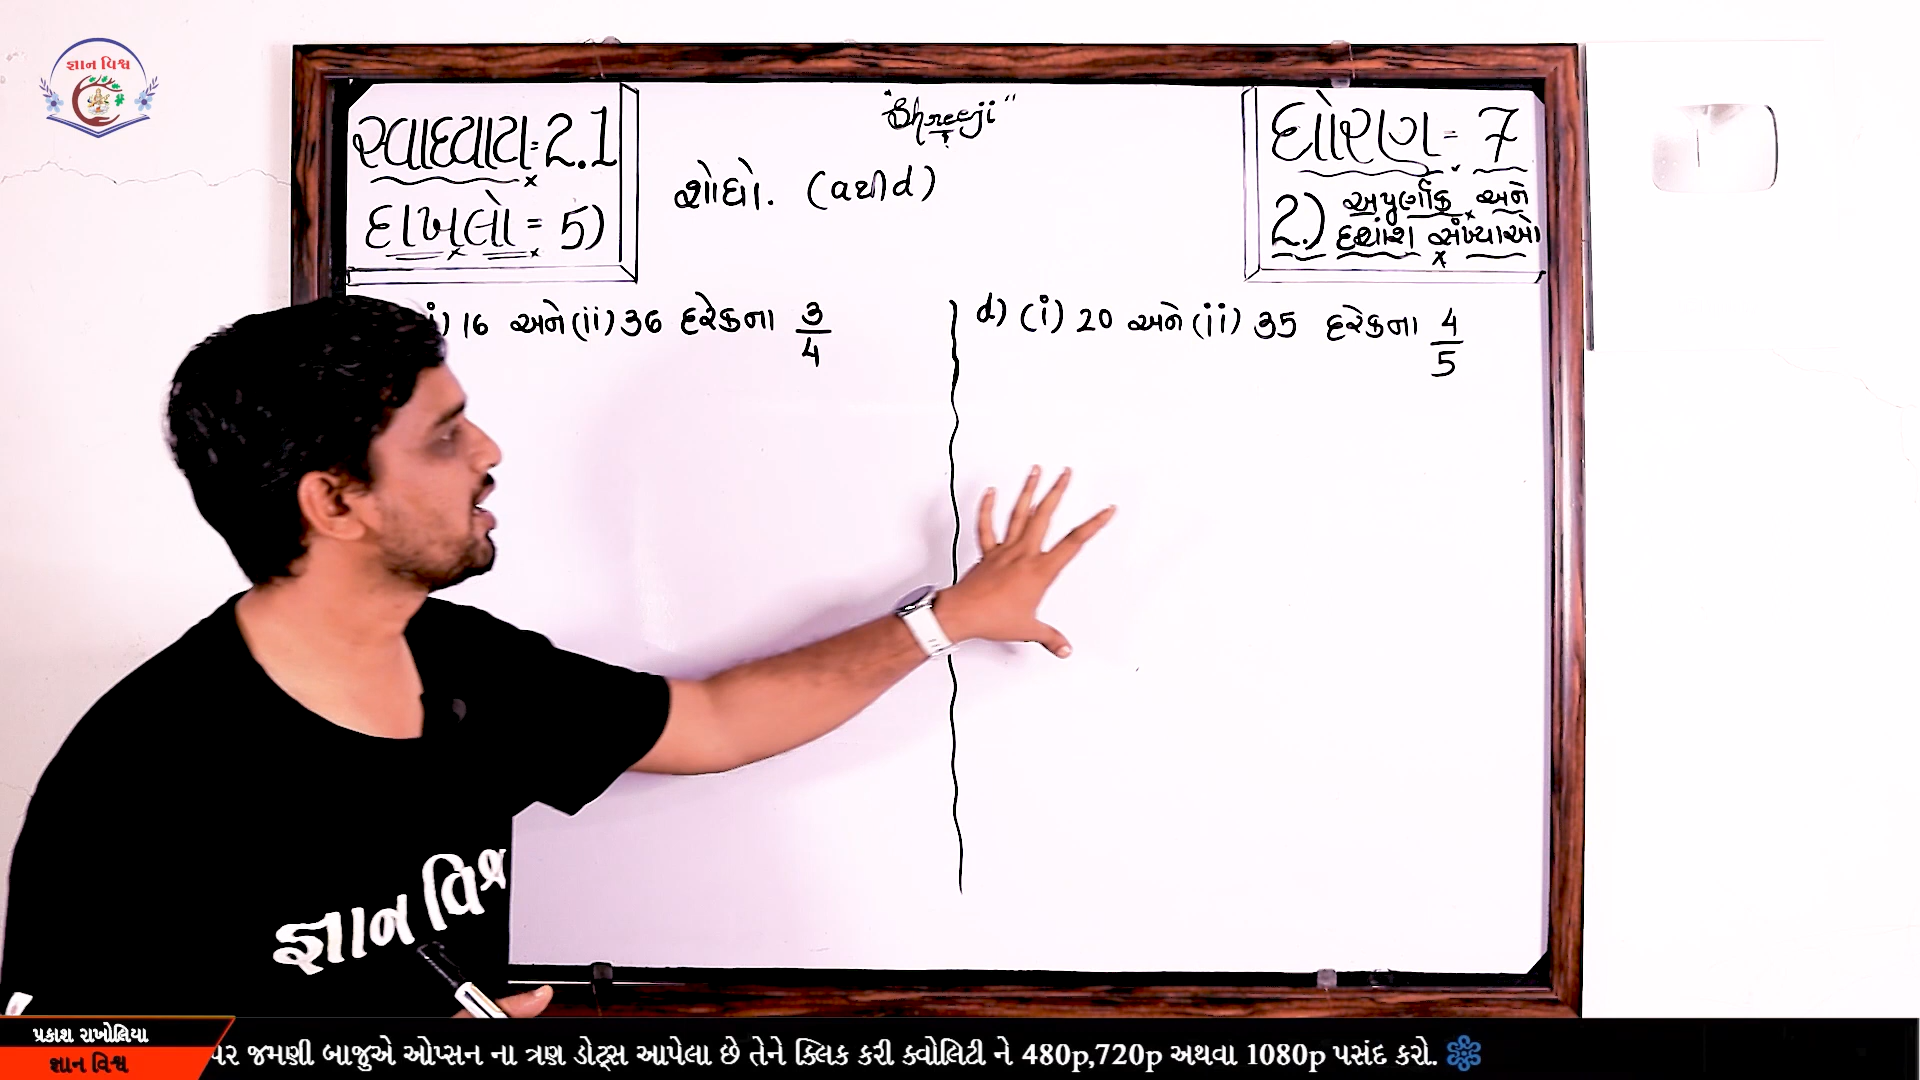 જ્ઞાન વિશ્વ
સ્વાધ્યાય = 2.1
દાખલો = 5)
"Shreeji"
શોધો. (a થી d)
ધોરણ = 7
2.) અપૂર્ણાંક અને
દશાંશ સંખ્યાઓ
i) 16 અને (ii) 36 દરેકના 3/4
d) (i) 20 અને (ii) 35 દરેકના 4/5
જ્ઞાન વિશ્વ
પ્રકાશ રાખોલિયા
જ્ઞાન વિશ્વ
પર જમણી બાજુએ ઓપ્સન ના ત્રણ ડોટ્સ આપેલા છે તેને ક્લિક કરી ક્વોલિટી ને 480p,720p અથવા 1080p પસંદ કરો.